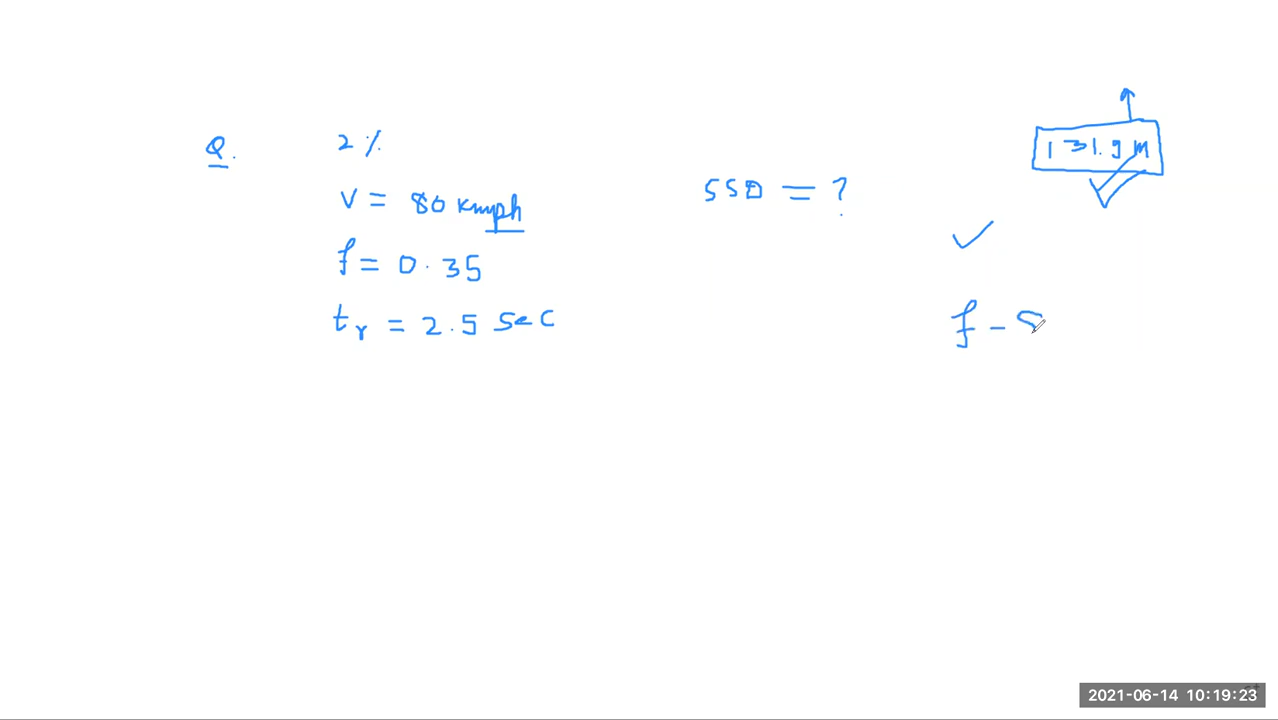 Q. 2%
V = 80 kmph
f = 0.35
tr = 2.5 sec
SSD = ?
131.9 m
f - S
2021-06-14 10:19:23